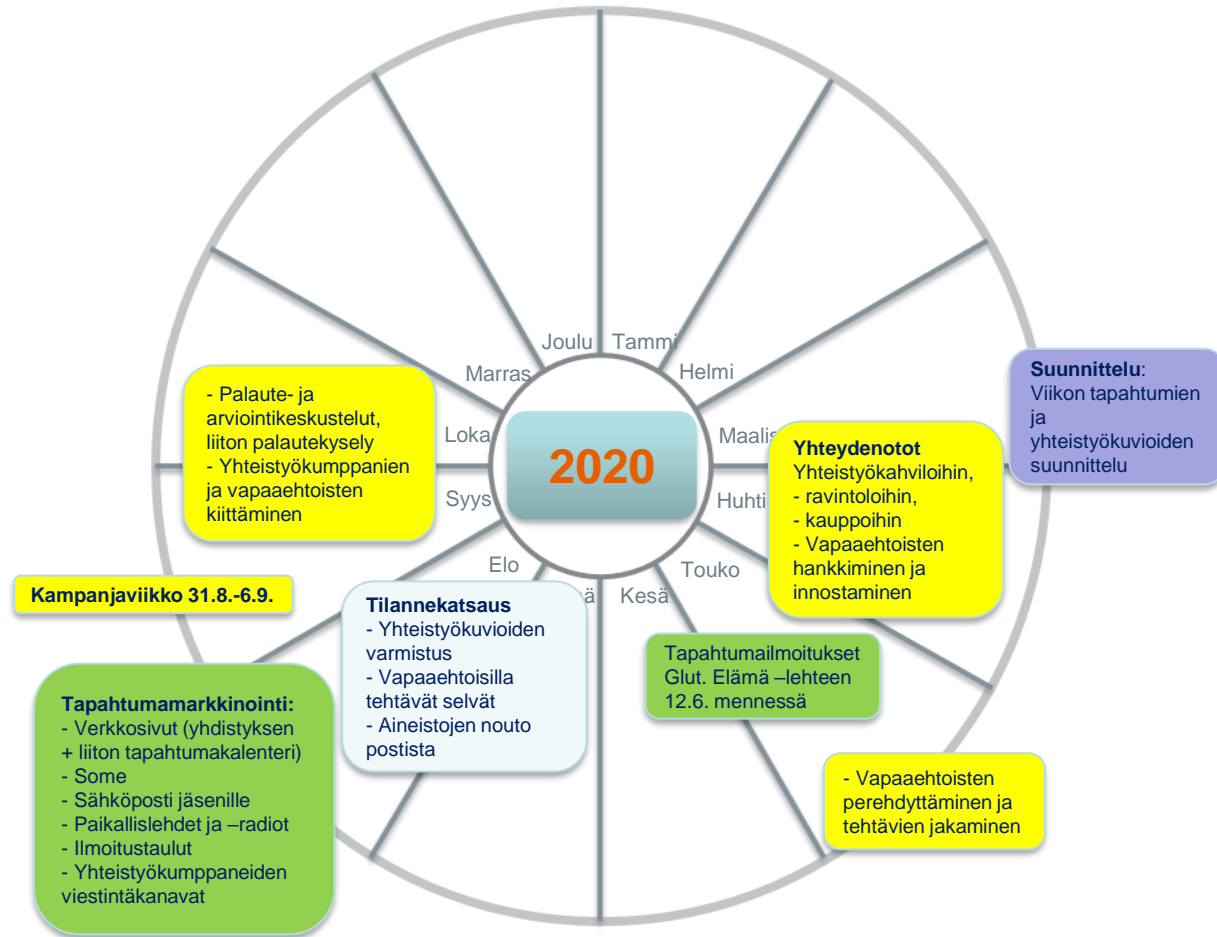 Joulu
Tammi
Marras
Helmi
Loka
Maalis
Syys
Huhti
Elo
Touko
Kesä
2020
Suunnittelu:
Viikon tapahtumien
ja
yhteistyökuvioiden
suunnittelu
Yhteydenotot
Yhteistyökahviloihin,
- ravintoloihin,
- kauppoihin
- Vapaaehtoisten
hankkiminen ja
innostaminen
- Palaute- ja
arviointikeskustelut,
liiton palautekysely
- Yhteistyökumppanien
ja vapaaehtoisten
kiittäminen
Kampanjaviikko 31.8.-6.9.
Tilannekatsaus
- Yhteistyökuvioiden
varmistus
- Vapaaehtoisilla
tehtävät selvät
- Aineistojen nouto
postista
Tapahtumailmoitukset
Glut. Elämä –lehteen
12.6. mennessä
Tapahtumamarkkinointi:
- Verkkosivut (yhdistyksen
+ liiton tapahtumakalenteri)
- Some
- Sähköposti jäsenille
- Paikallislehdet ja –radiot
- Ilmoitustaulut
- Yhteistyökumppaneiden
viestintäkanavat
- Vapaaehtoisten
perehdyttäminen ja
tehtävien jakaminen